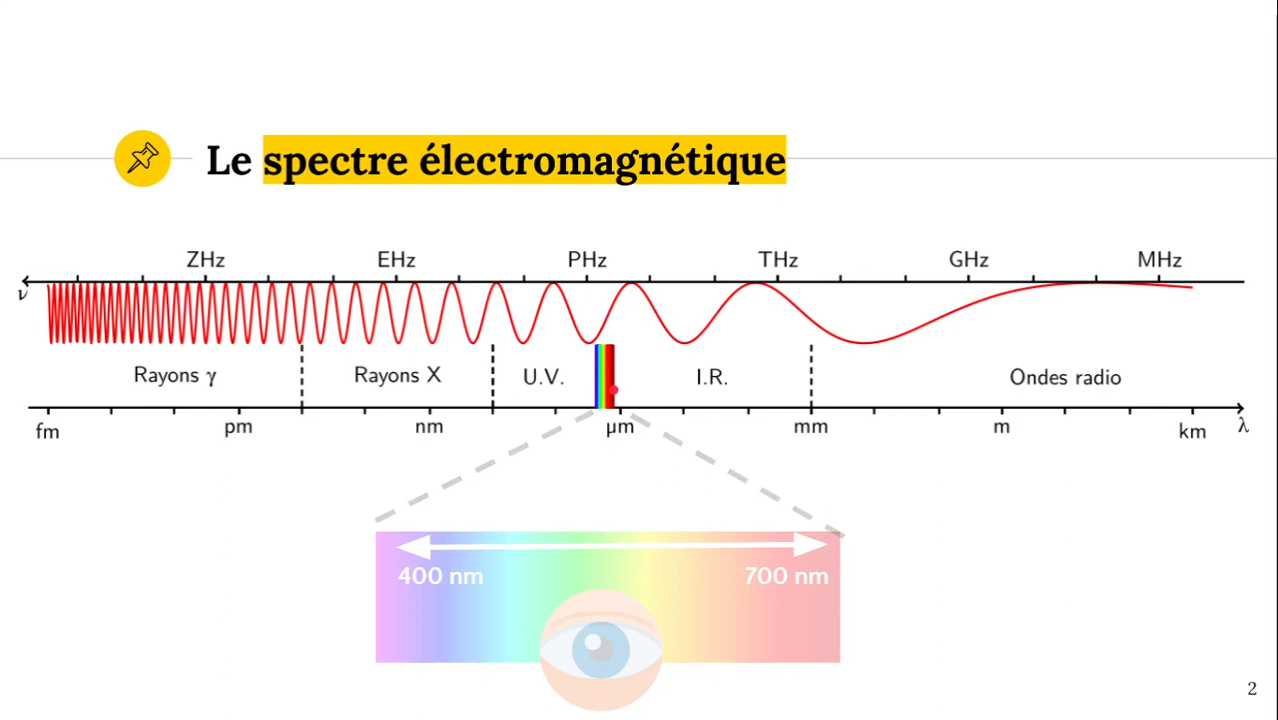 Le spectre électromagnétique
ZHz EHz PHz THz GHz MHz
ν
Rayons γ Rayons X U.V. I.R. Ondes radio
fm pm nm μm mm m km λ
400 nm 700 nm
2